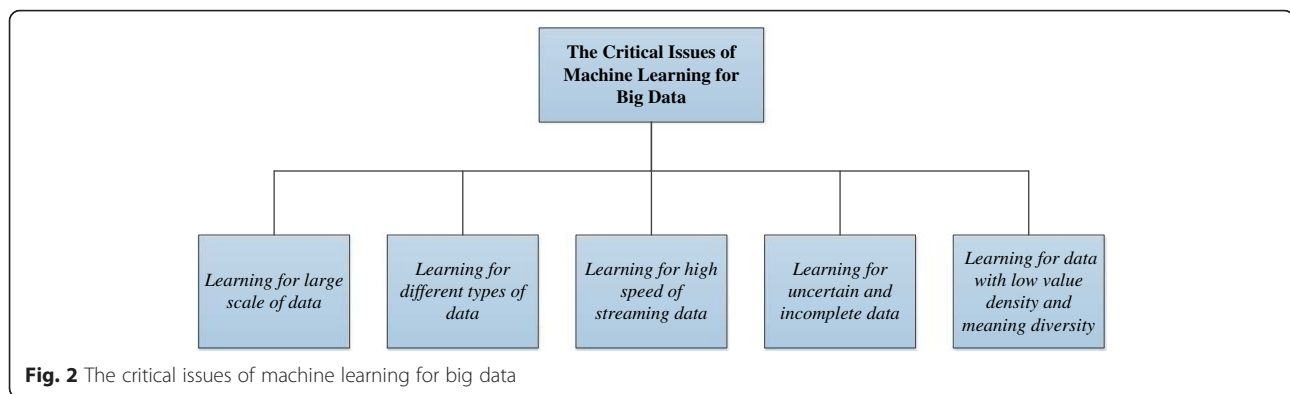 The Critical Issues of
Machine Learning for
Big Data
Learning for large
scale of data
Learning for
different types of
data
Learning for high
speed of
streaming data
Learning for
uncertain and
incomplete data
Learning for data
with low value
density and
meaning diversity
Fig. 2 The critical issues of machine learning for big data